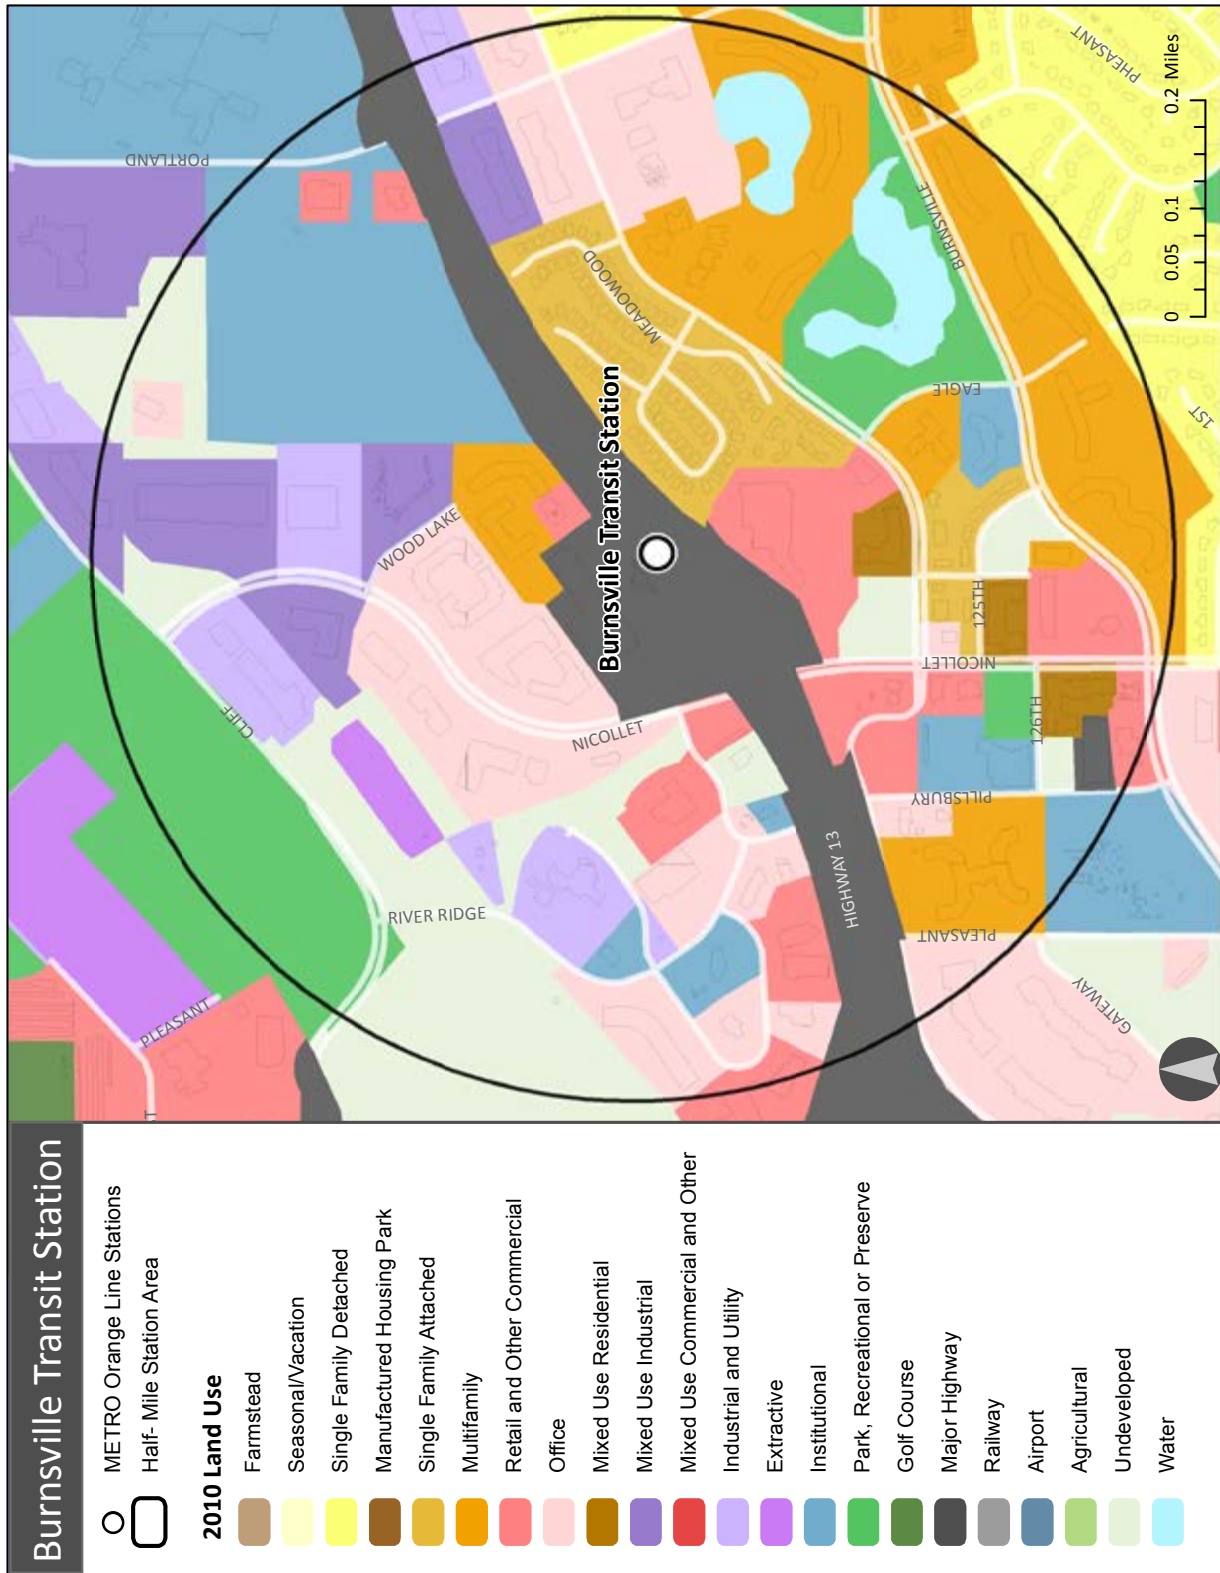 Burnsville Transit Station
METRO Orange Line Stations
Half- Mile Station Area
2010 Land Use
Farmstead
Seasonal/Vacation
Single Family Detached
Manufactured Housing Park
Single Family Attached
Multifamily
Retail and Other Commercial
Office
Mixed Use Residential
Mixed Use Industrial
Mixed Use Commercial and Other
Industrial and Utility
Extractive
Institutional
Park, Recreational or Preserve
Golf Course
Major Highway
Railway
Airport
Agricultural
Undeveloped
Water
T
PLEASANT
CLIFF
RIVER RIDGE
PORTLAND
WOOD LAKE
NICOLLET
Burnsville Transit Station
MEADOWOOD
HIGHWAY 13
EAGLE
BURNSVILLE
PILLSBURY
NICOLLET
125TH
PLEASANT
126TH
GATEWAY
PHEASANT
1ST
0 0.05 0.1 0.2 Miles